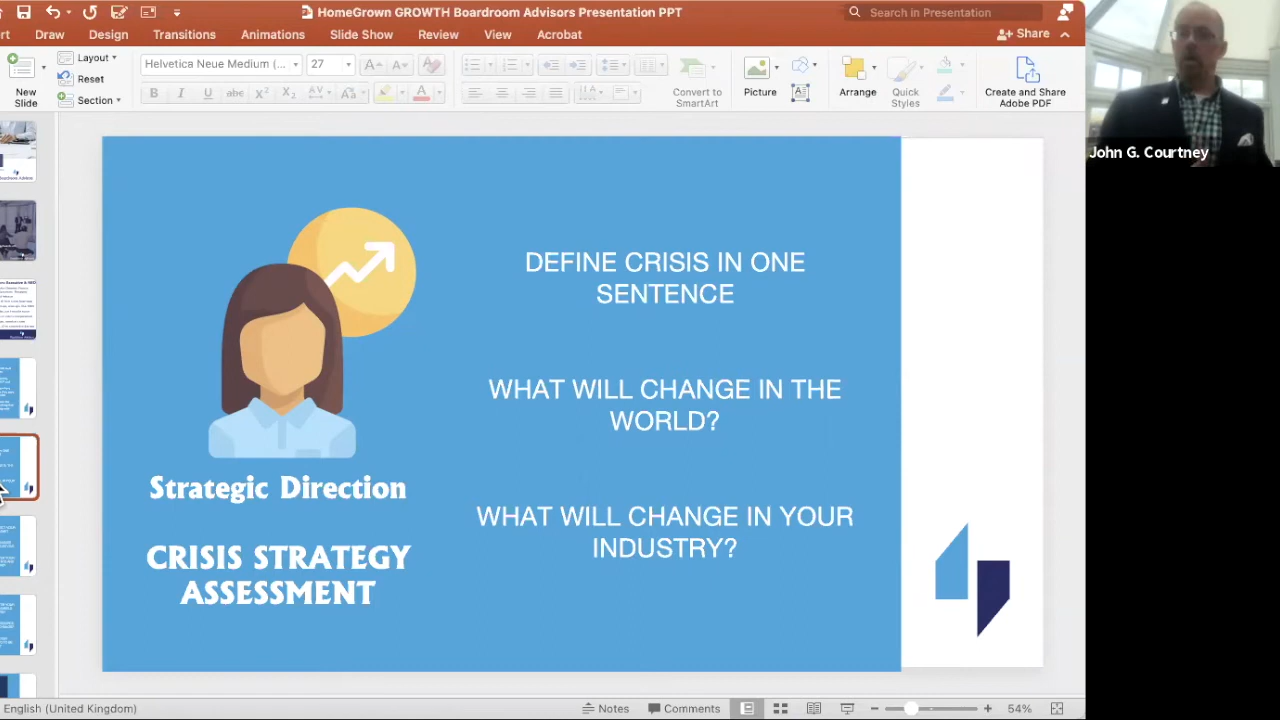 HomeGrown GROWTH Boardroom Advisors Presentation PPT
Search in Presentation
Draw Design Transitions Animations Slide Show Review View Acrobat
Share
New Slide
Layout
Reset
Section
Helvetica Neue Medium (... 27
Convert to SmartArt
Picture
Arrange
Quick Styles
Create and Share Adobe PDF
John G. Courtney
DEFINE CRISIS IN ONE
SENTENCE
WHAT WILL CHANGE IN THE
WORLD?
WHAT WILL CHANGE IN YOUR
INDUSTRY?
Strategic Direction
CRISIS STRATEGY
ASSESSMENT
English (United Kingdom)
Notes
Comments
54%